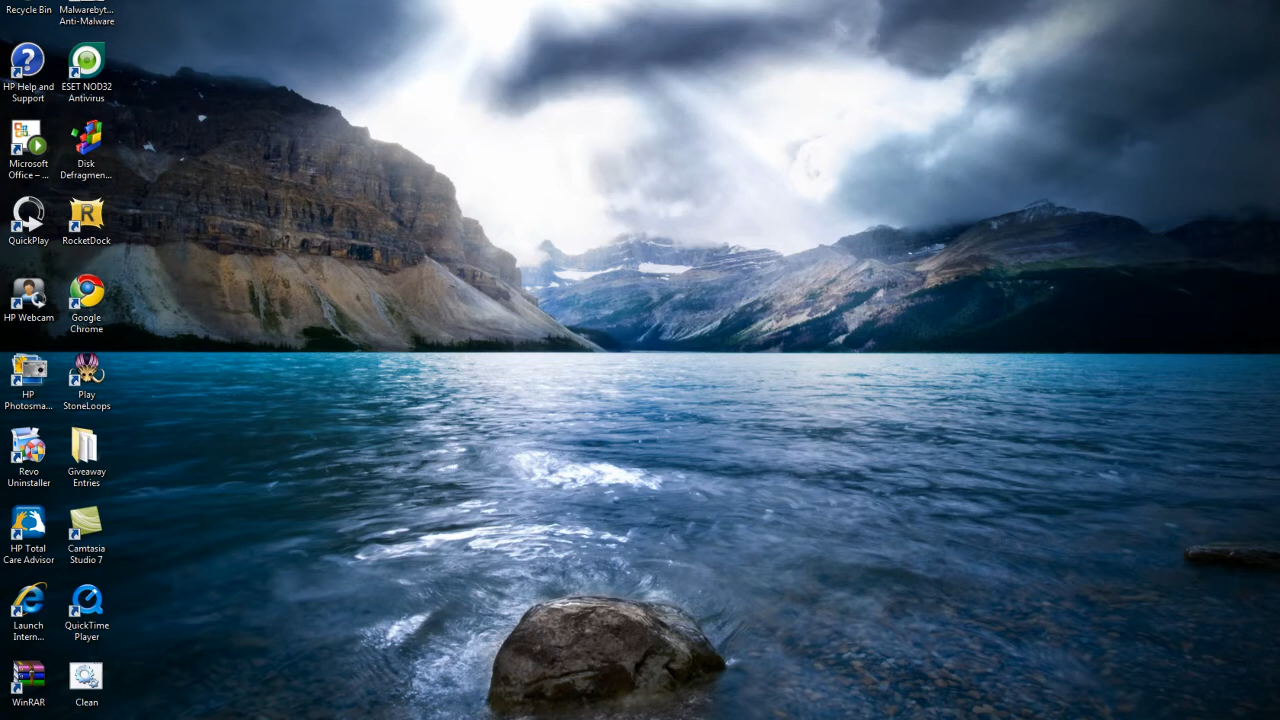 Recycle Bin
Malwarebyt...
Anti-Malware
HP Help and
Support
ESET NOD32
Antivirus
Microsoft
Office – ...
Disk
Defragmen...
QuickPlay
R
RocketDock
HP Webcam
Google
Chrome
HP
Photosma...
Play
StoneLoops
Revo
Uninstaller
Giveaway
Entries
HP Total
Care Advisor
Camtasia
Studio 7
Launch
Intern...
QuickTime
Player
WinRAR
Clean